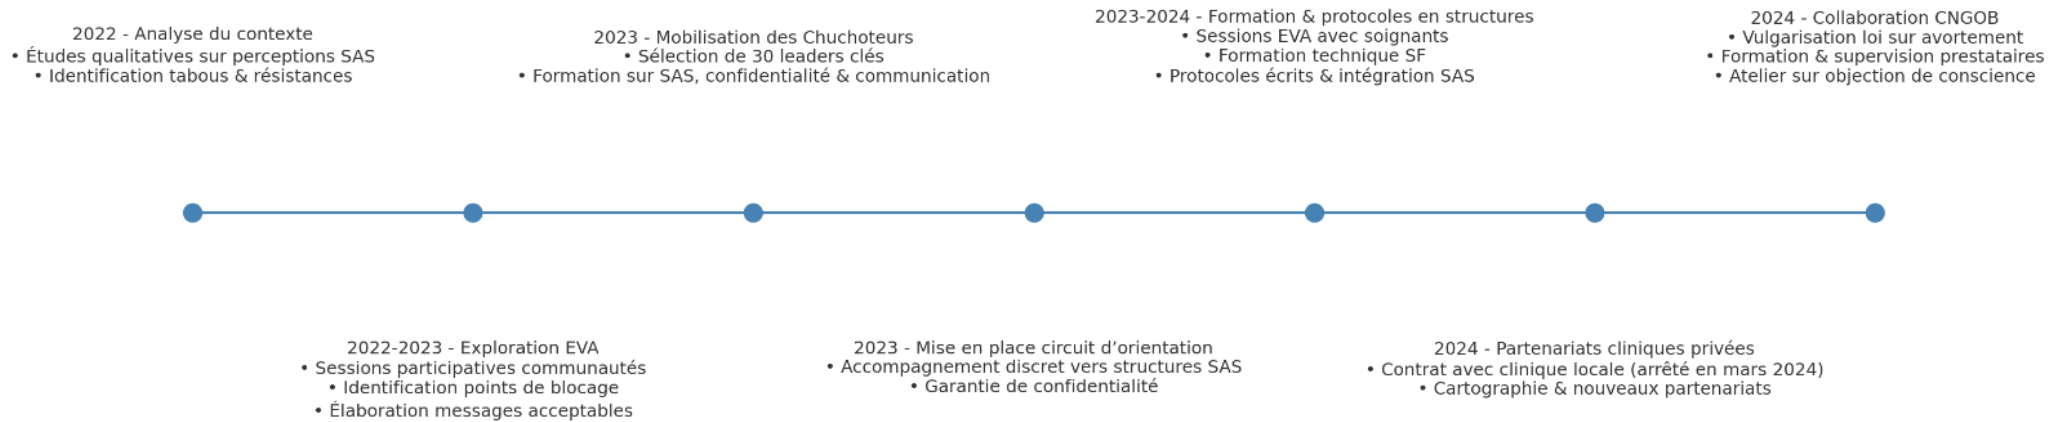 2022 - Analyse du contexte
• Études qualitatives sur perceptions SAS
• Identification tabous & résistances
2022-2023 - Exploration EVA
• Sessions participatives communautés
• Identification points de blocage
• Élaboration messages acceptables
2023 - Mobilisation des Chuchoteurs
• Sélection de 30 leaders clés
• Formation sur SAS, confidentialité & communication
2023 - Mise en place circuit d’orientation
• Accompagnement discret vers structures SAS
• Garantie de confidentialité
2023-2024 - Formation & protocoles en structures
• Sessions EVA avec soignants
• Formation technique SF
• Protocoles écrits & intégration SAS
2024 - Partenariats cliniques privées
• Contrat avec clinique locale (arrêté en mars 2024)
• Cartographie & nouveaux partenariats
2024 - Collaboration CNGOB
• Vulgarisation loi sur avortement
• Formation & supervision prestataires
• Atelier sur objection de conscience